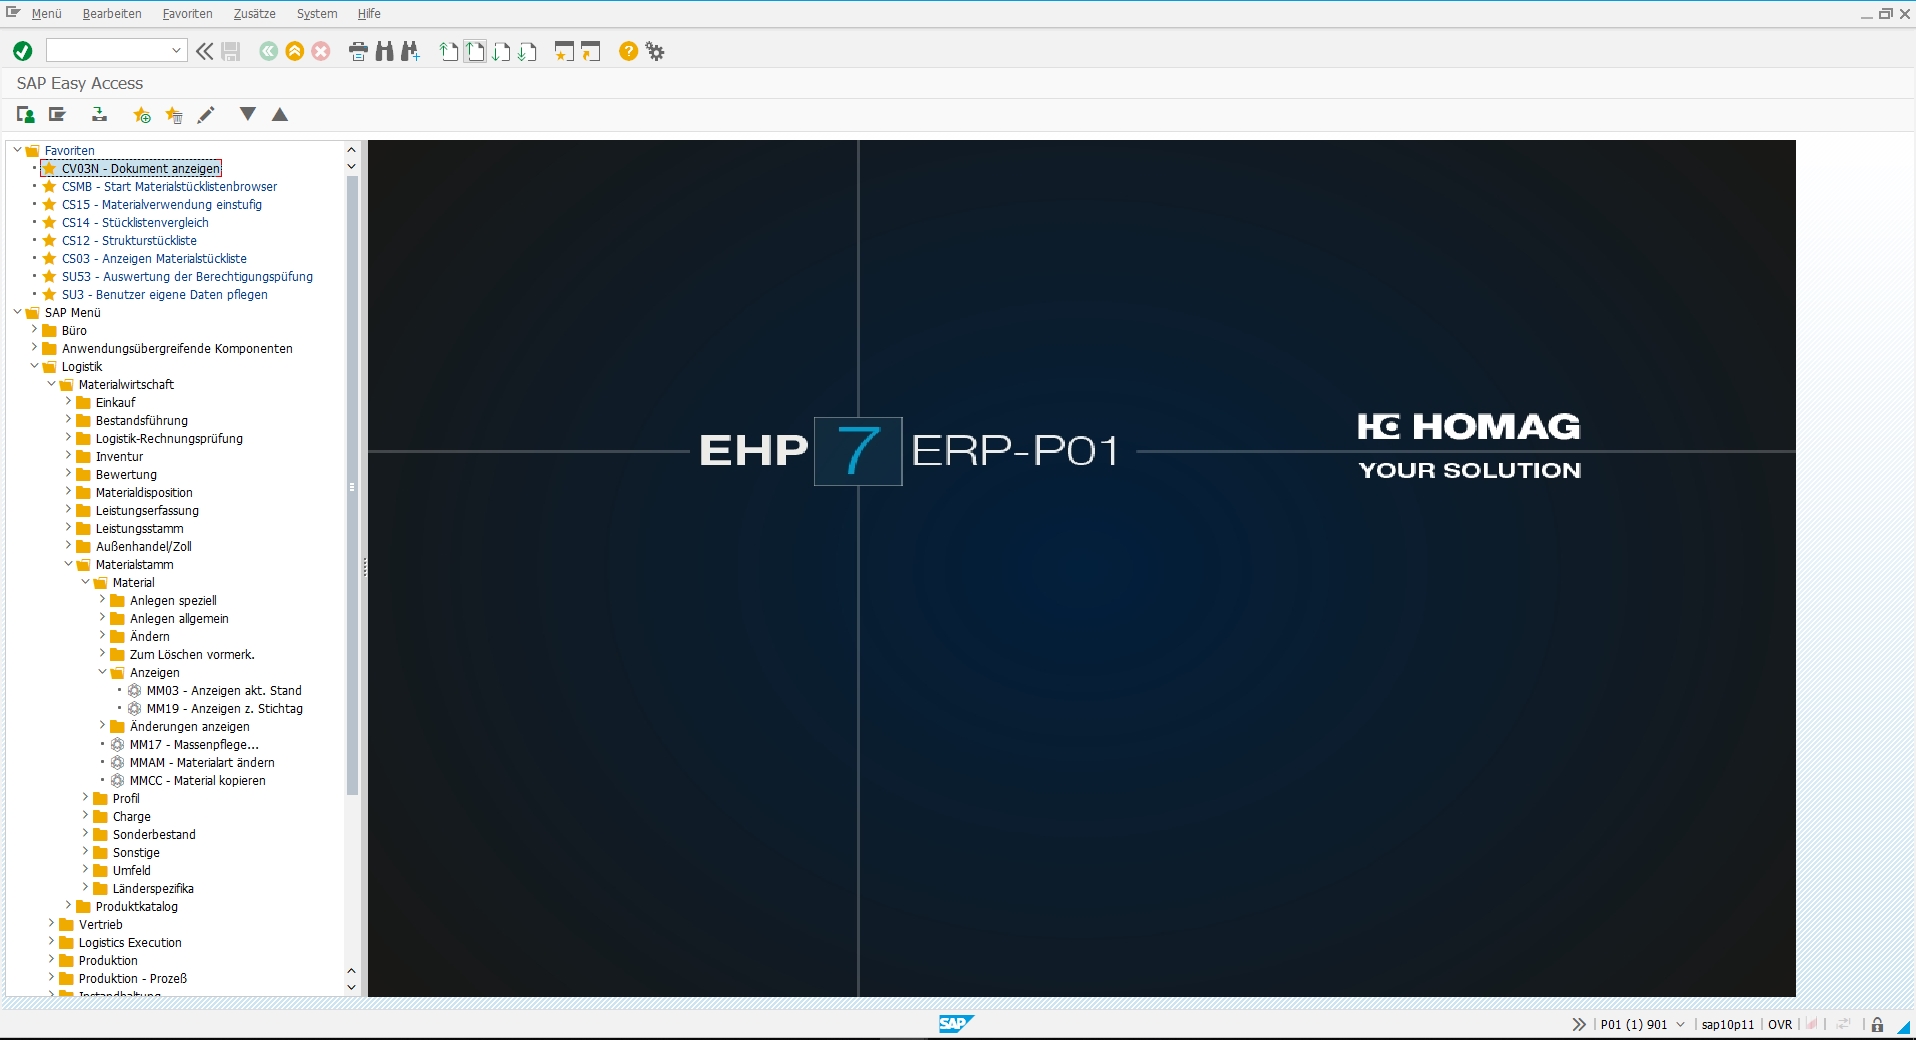 Menü Bearbeiten Favoriten Zusätze System Hilfe
SAP Easy Access
Favoriten
CV03N - Dokument anzeigen
CSMB - Start Materialstücklistenbrowser
CS15 - Materialverwendung einstufig
CS14 - Stücklistenvergleich
CS12 - Strukturstückliste
CS03 - Anzeigen Materialstückliste
SU53 - Auswertung der Berechtigungspüfung
SU3 - Benutzer eigene Daten pflegen
SAP Menü
Büro
Anwendungsübergreifende Komponenten
Logistik
Materialwirtschaft
Einkauf
Bestandsführung
Logistik-Rechnungsprüfung
Inventur
Bewertung
Materialdisposition
Leistungserfassung
Leistungsstamm
Außenhandel/Zoll
Materialstamm
Material
Anlegen speziell
Anlegen allgemein
Ändern
Zum Löschen vormerk.
Anzeigen
MM03 - Anzeigen akt. Stand
MM19 - Anzeigen z. Stichtag
Änderungen anzeigen
MM17 - Massenpflege...
MMAM - Materialart ändern
MMCC - Material kopieren
Profil
Charge
Sonderbestand
Sonstige
Umfeld
Länderspezifika
Produktkatalog
Vertrieb
Logistics Execution
Produktion
Produktion - Prozeß
Instandhaltung
EHP 7 ERP-P01
HOMAG
YOUR SOLUTION
SAP
P01 (1) 901 sap10p11 OVR